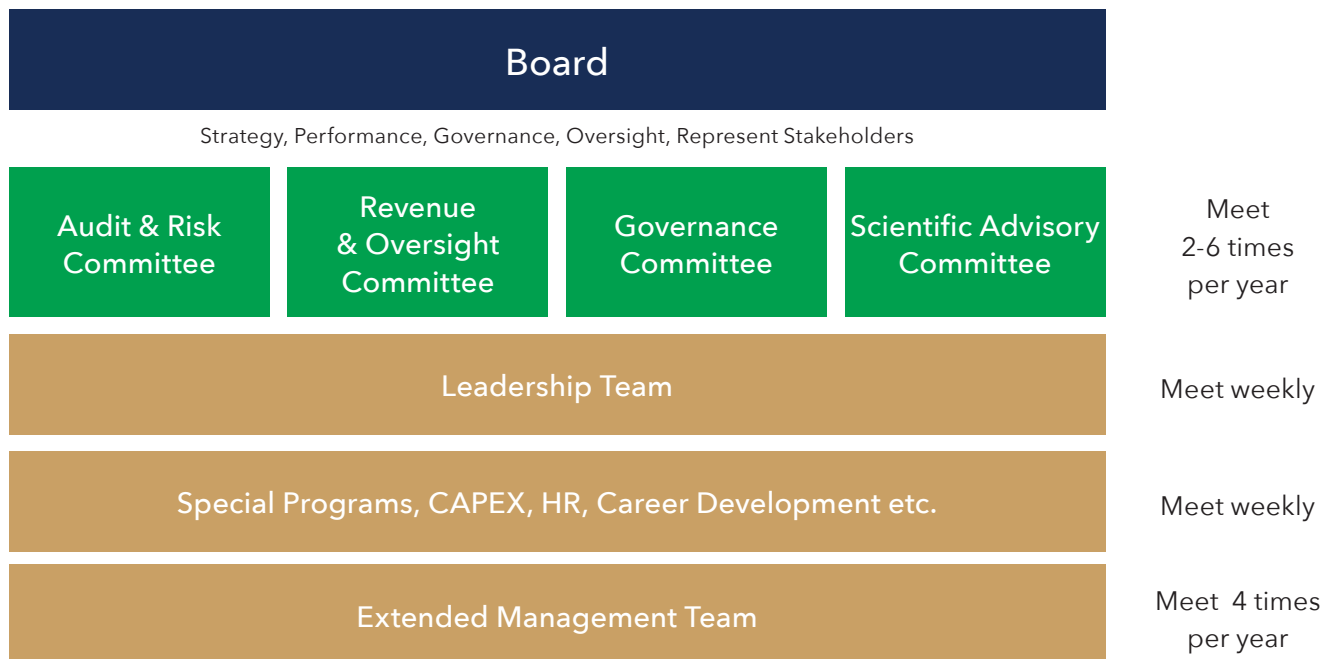 Board
Strategy, Performance, Governance, Oversight, Represent Stakeholders
Audit & Risk
Committee
Revenue
& Oversight
Committee
Governance
Committee
Scientific Advisory
Committee
Meet
2-6 times
per year
Leadership Team
Meet weekly
Special Programs, CAPEX, HR, Career Development etc.
Meet weekly
Extended Management Team
Meet 4 times
per year